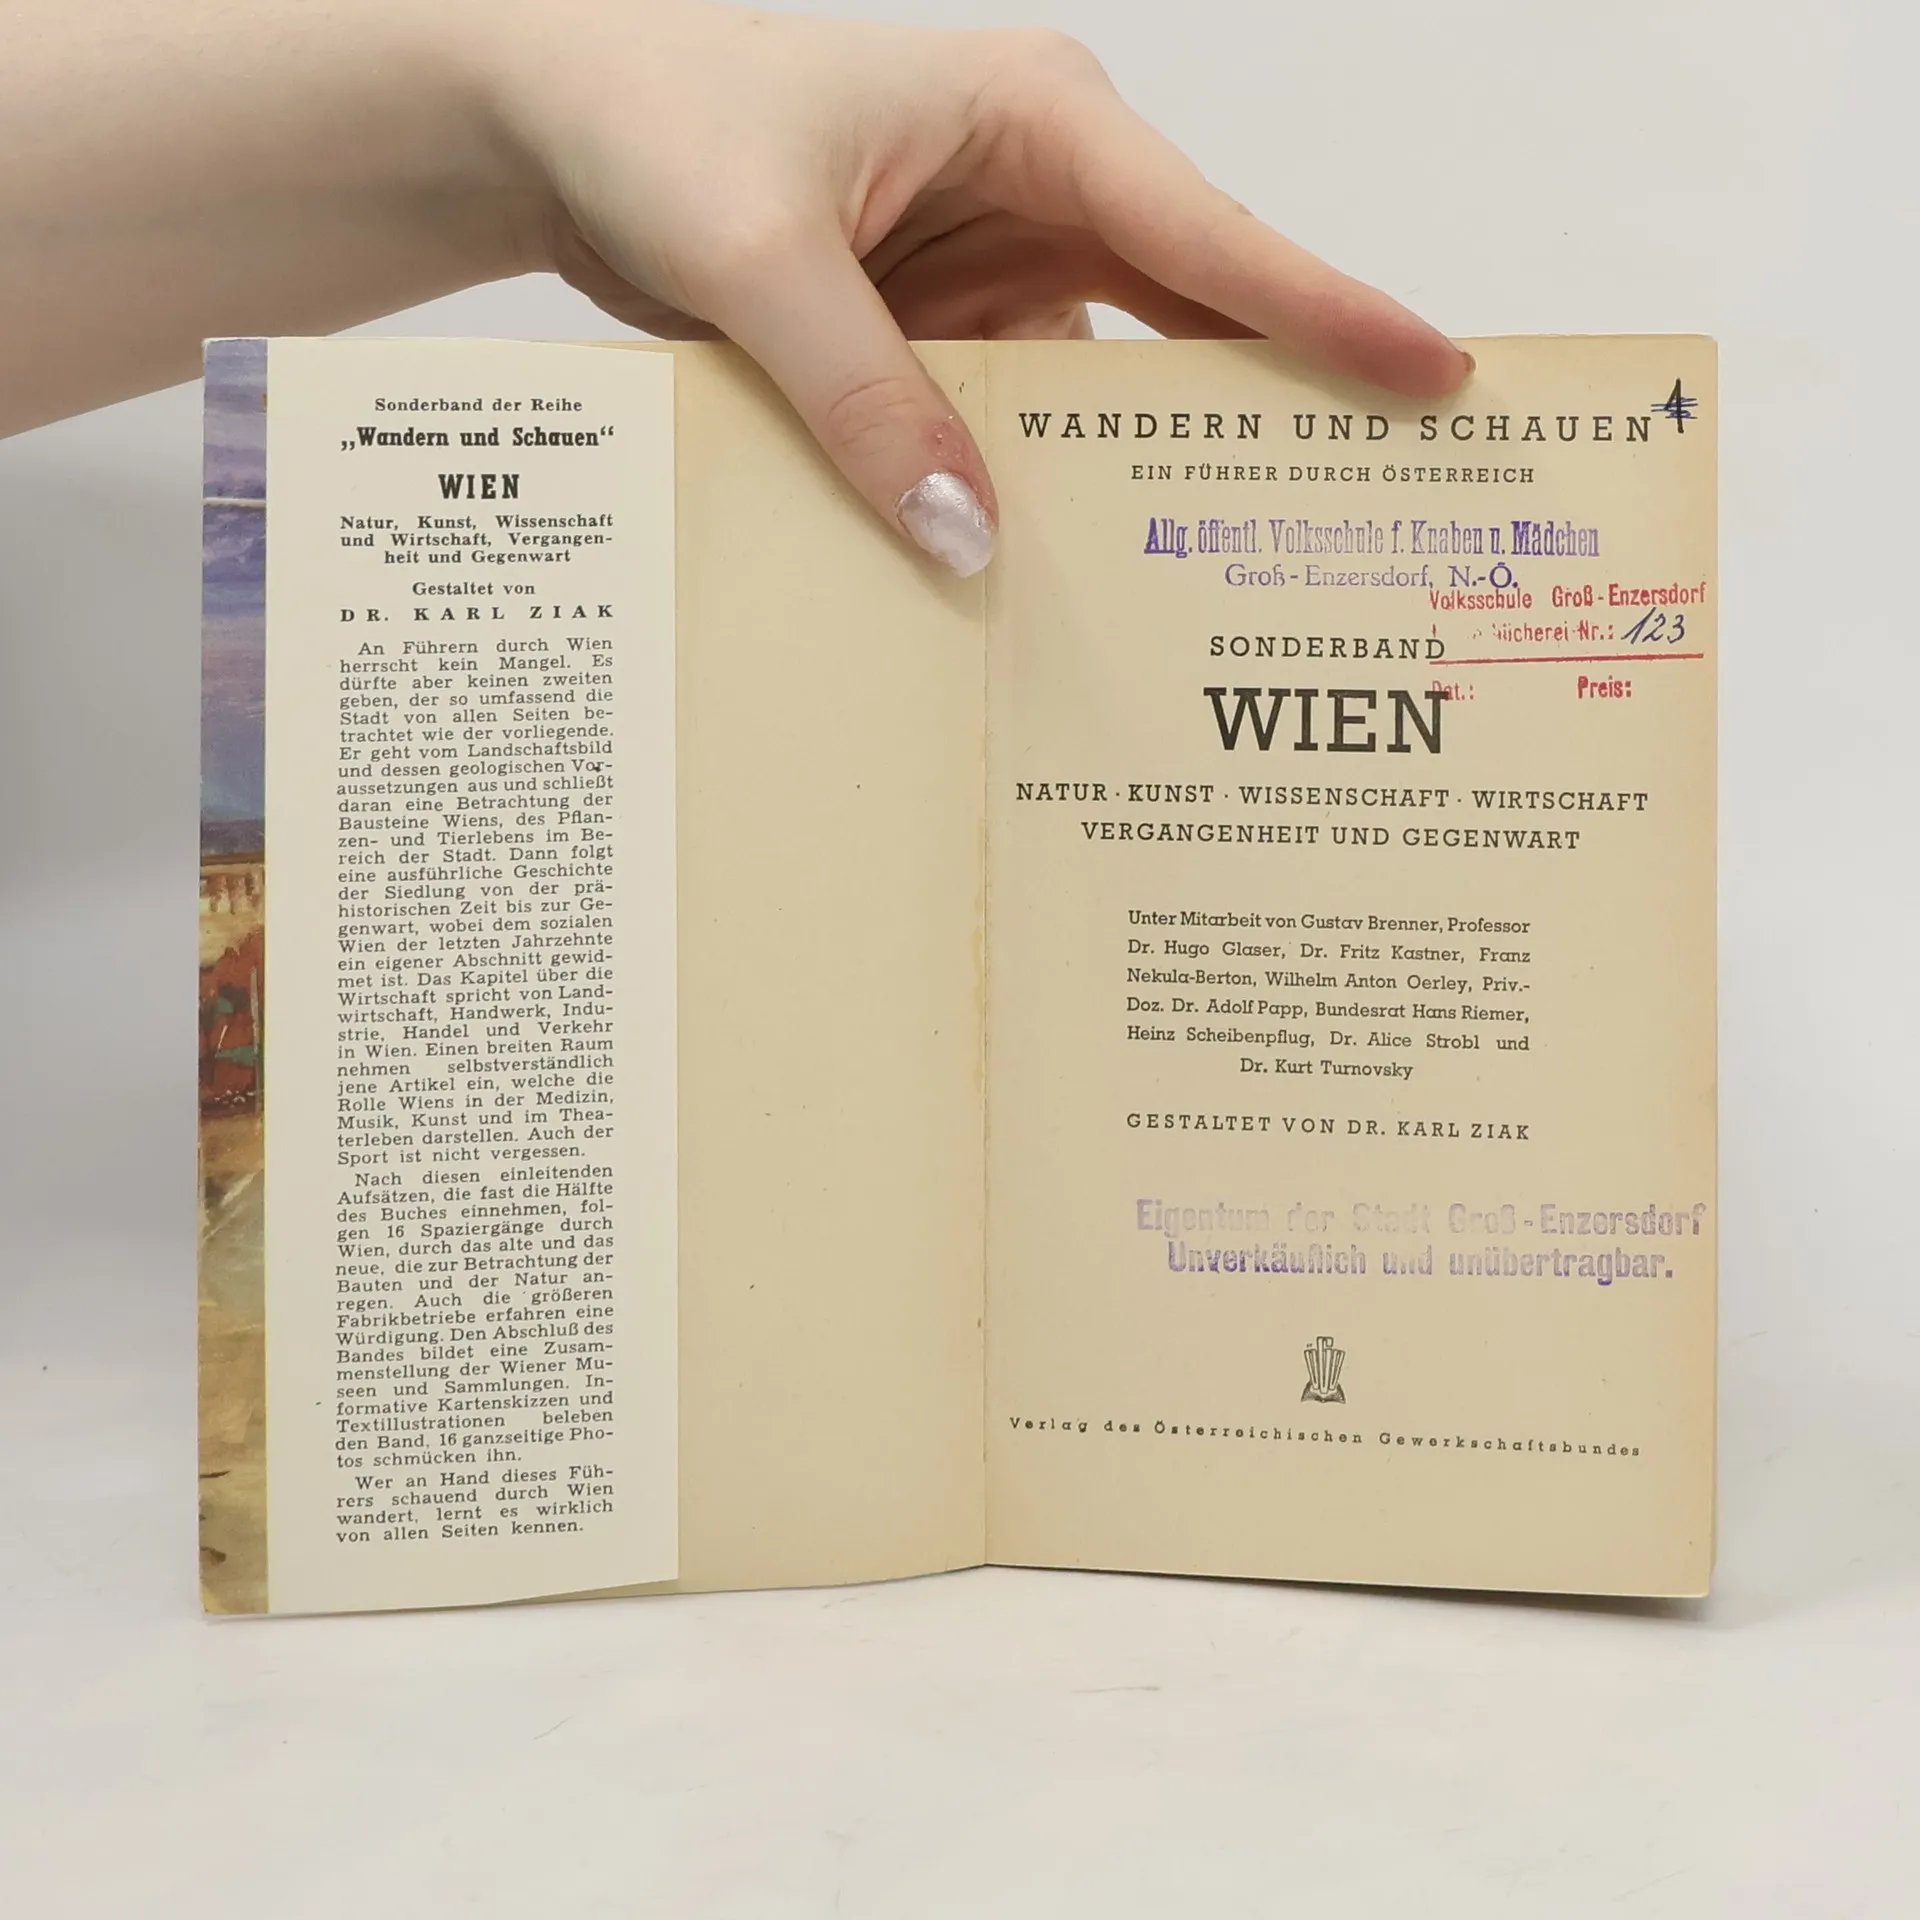 Sonderband der Reihe
„Wandern und Schauen“
WIEN
Natur, Kunst, Wissenschaft
und Wirtschaft, Vergangen-
heit und Gegenwart
Gestaltet von
DR. KARL ZIAK
An Führern durch Wien
herrscht kein Mangel. Es
dürfte aber keinen zweiten
geben, der so umfassend die
Stadt von allen Seiten be-
trachtet wie der vorliegende.
Er geht vom Landschaftsbild
und dessen geologischen Vor-
aussetzungen aus und schließt
daran eine Betrachtung der
Bausteine Wiens, des Pflan-
zen- und Tierlebens im Be-
reich der Stadt. Dann folgt
eine ausführliche Geschichte
der Siedlung von der prä-
historischen Zeit bis zur Ge-
genwart, wobei dem sozialen
Wien der letzten Jahrzehnte
ein eigener Abschnitt gewid-
met ist. Das Kapitel über die
Wirtschaft spricht von Land-
wirtschaft, Handwerk, Indu-
strie, Handel und Verkehr
in Wien. Einen breiten Raum
nehmen selbstverständlich
jene Artikel ein, welche die
Rolle Wiens in der Medizin,
Musik, Kunst und im Thea-
terleben darstellen. Auch der
Sport ist nicht vergessen.
Nach diesen einleitenden
Aufsätzen, die fast die Hälfte
des Buches einnehmen, fol-
gen 16 Spaziergänge durch
Wien, durch das alte und das
neue, die zur Betrachtung der
Bauten und der Natur an-
regen. Auch die größeren
Fabrikbetriebe erfahren eine
Würdigung. Den Abschluß des
Bandes bildet eine Zusam-
menstellung der Wiener Mu-
seen und Sammlungen. In-
formative Kartenskizzen und
Textillustrationen beleben
den Band, 16 ganzseitige Pho-
tos schmücken ihn.
Wer an Hand dieses Füh-
rers schauend durch Wien
wandert, lernt es wirklich
von allen Seiten kennen.
WANDERN UND SCHAUEN
EIN FÜHRER DURCH ÖSTERREICH
Allg. öffentl. Volksschule f. Knaben u. Mädchen
Groß-Enzersdorf, N.-Ö.
Volksschule Groß-Enzersdorf
bücherei-Nr.: 123
Dat.: Preis:
SONDERBAND
WIEN
NATUR · KUNST · WISSENSCHAFT · WIRTSCHAFT
VERGANGENHEIT UND GEGENWART
Unter Mitarbeit von Gustav Brenner, Professor
Dr. Hugo Glaser, Dr. Fritz Kastner, Franz
Nekula-Berton, Wilhelm Anton Oerley, Priv.-
Doz. Dr. Adolf Papp, Bundesrat Hans Riemer,
Heinz Scheibenpflug, Dr. Alice Strobl und
Dr. Kurt Turnovsky
GESTALTET VON DR. KARL ZIAK
Eigentum der Stadt Groß-Enzersdorf
Unverkäuflich und unübertragbar.
Verlag des Österreichischen Gewerkschaftsbundes